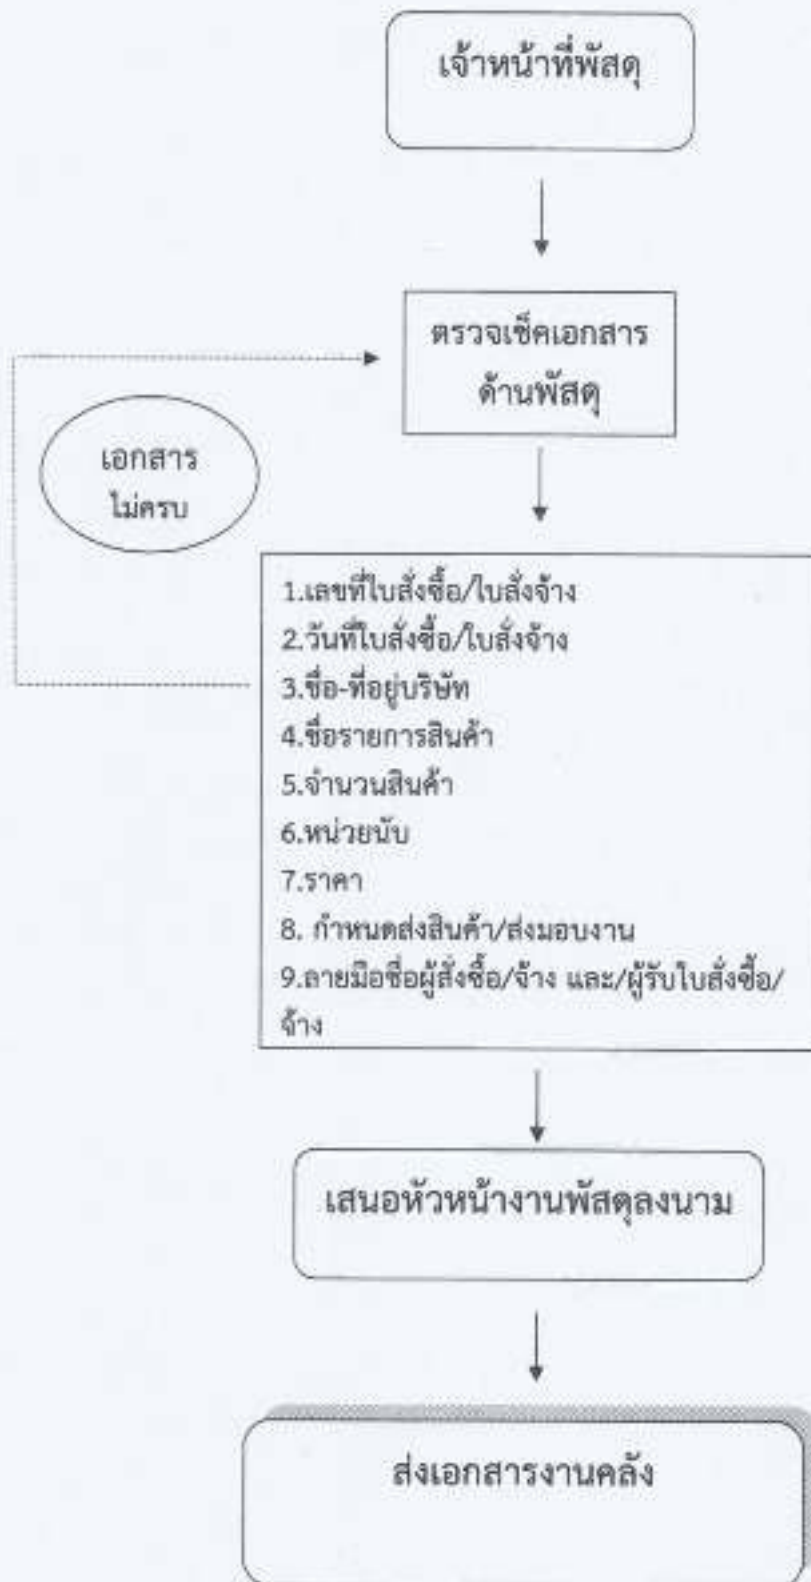 เจ้าหน้าที่พัสดุ
ตรวจเช็คเอกสาร
ด้านพัสดุ
เอกสาร
ไม่ครบ
1.เลขที่ใบสั่งซื้อ/ใบสั่งจ้าง
2.วันที่ใบสั่งซื้อ/ใบสั่งจ้าง
3.ชื่อ-ที่อยู่บริษัท
4.ชื่อรายการสินค้า
5.จำนวนสินค้า
6.หน่วยนับ
7.ราคา
8. กำหนดส่งสินค้า/ส่งมอบงาน
9.ลายมือชื่อผู้สั่งซื้อ/จ้าง และ/ผู้รับใบสั่งซื้อ/
จ้าง
เสนอหัวหน้างานพัสดุลงนาม
ส่งเอกสารงานคลัง